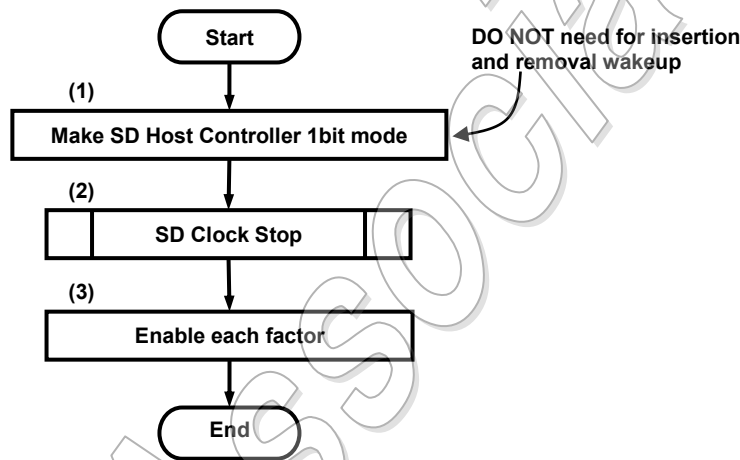 Start
DO NOT need for insertion
and removal wakeup
(1)
Make SD Host Controller 1bit mode
(2)
SD Clock Stop
(3)
Enable each factor
End